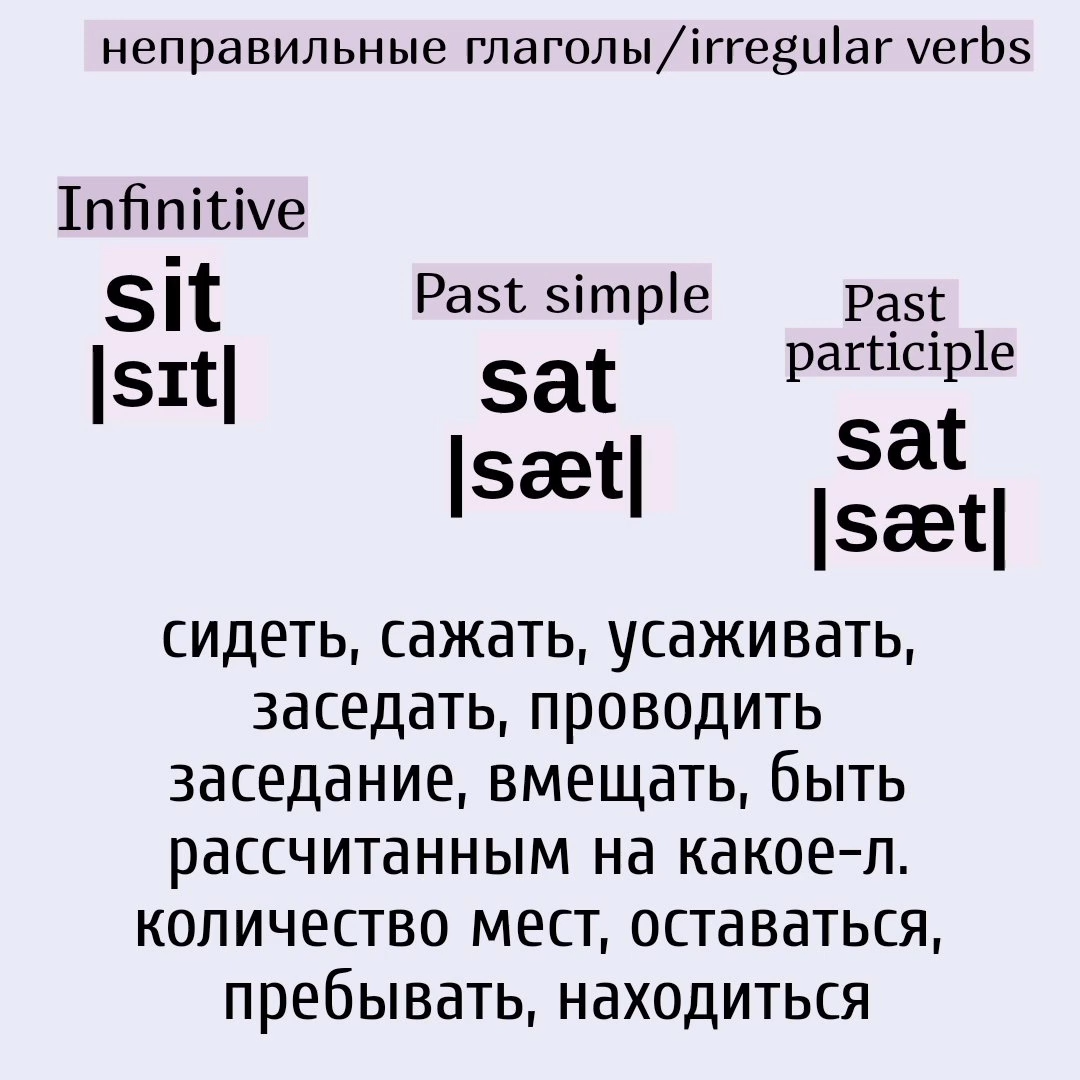 неправильные глаголы/irregular verbs
Infinitive
sit
|sɪt|
Past simple
sat
|sæt|
Past
participle
sat
|sæt|
сидеть, сажать, усаживать,
заседать, проводить
заседание, вмещать, быть
рассчитанным на какое-л.
количество мест, оставаться,
пребывать, находиться